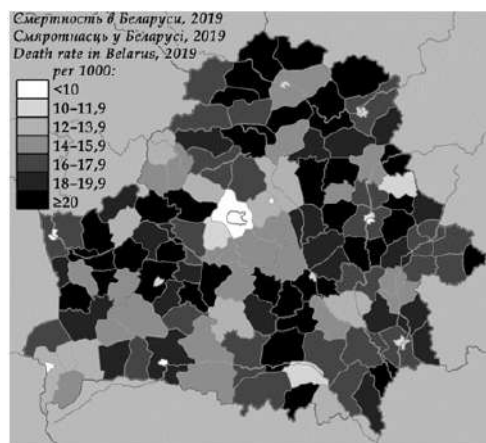 Смертность в Беларуси, 2019
Смяротнасць у Беларусі, 2019
Death rate in Belarus, 2019
per 1000:
<10
10–11,9
12–13,9
14–15,9
16–17,9
18–19,9
≥20